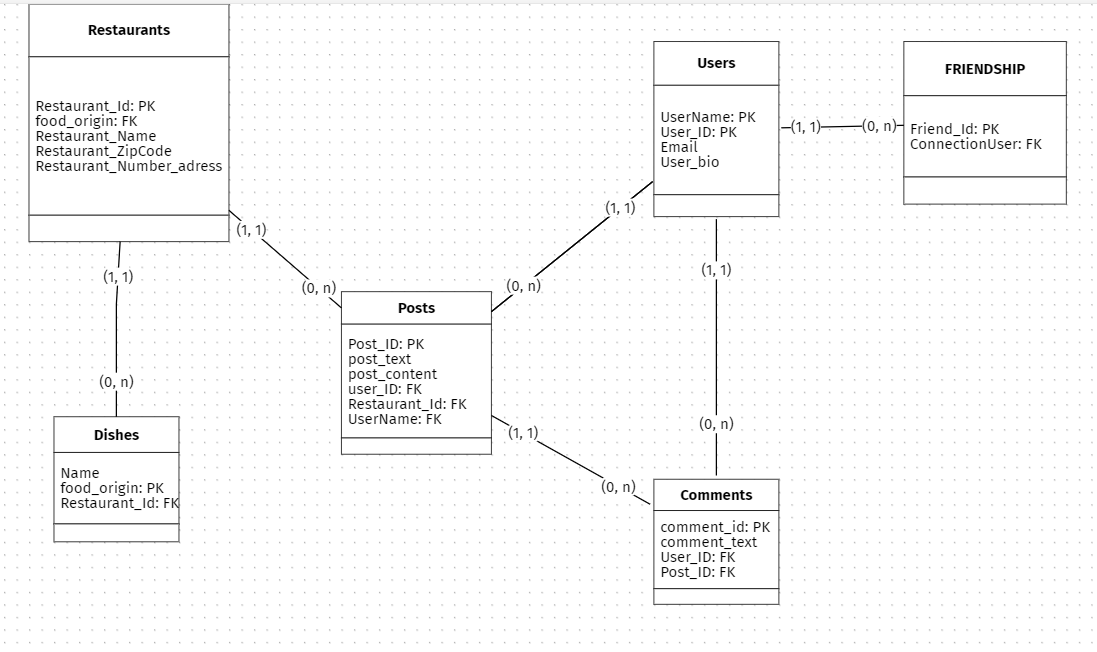 Restaurants
Restaurant_Id: PK
food_origin: FK
Restaurant_Name
Restaurant_ZipCode
Restaurant_Number_adress
(1, 1)
(0, n)
Dishes
Name
food_origin: PK
Restaurant_Id: FK
(1, 1)
(0, n)
Posts
Post_ID: PK
post_text
post_content
user_ID: FK
Restaurant_Id: FK
UserName: FK
(1, 1)
(0, n)
Users
UserName: PK
User_ID: PK
Email
User_bio
(1, 1)
(0, n)
FRIENDSHIP
Friend_Id: PK
ConnectionUser: FK
(1, 1)
(0, n)
(1, 1)
(0, n)
Comments
comment_id: PK
comment_text
User_ID: FK
Post_ID: FK